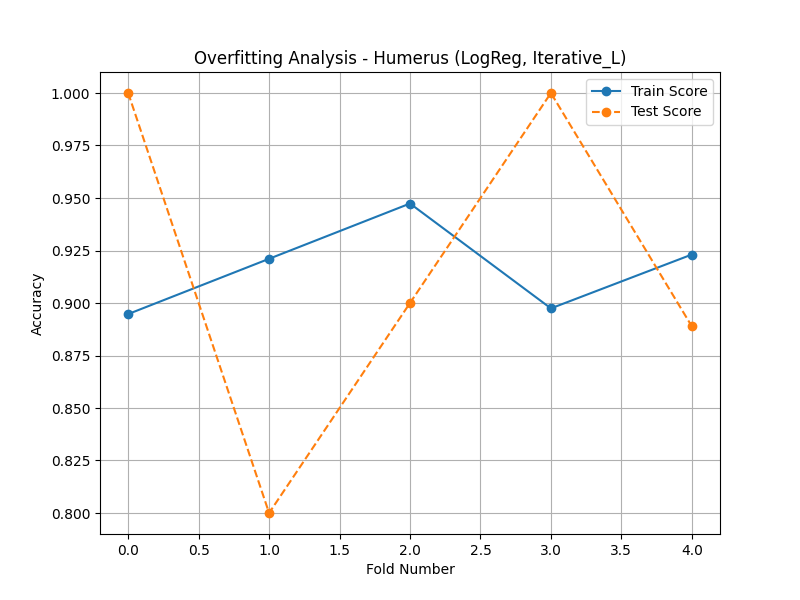 Overfitting Analysis - Humerus (LogReg, Iterative_L)
Train Score
Test Score
1.000
0.975
0.950
0.925
0.900
0.875
0.850
0.825
0.800
Accuracy
0.0 0.5 1.0 1.5 2.0 2.5 3.0 3.5 4.0
Fold Number